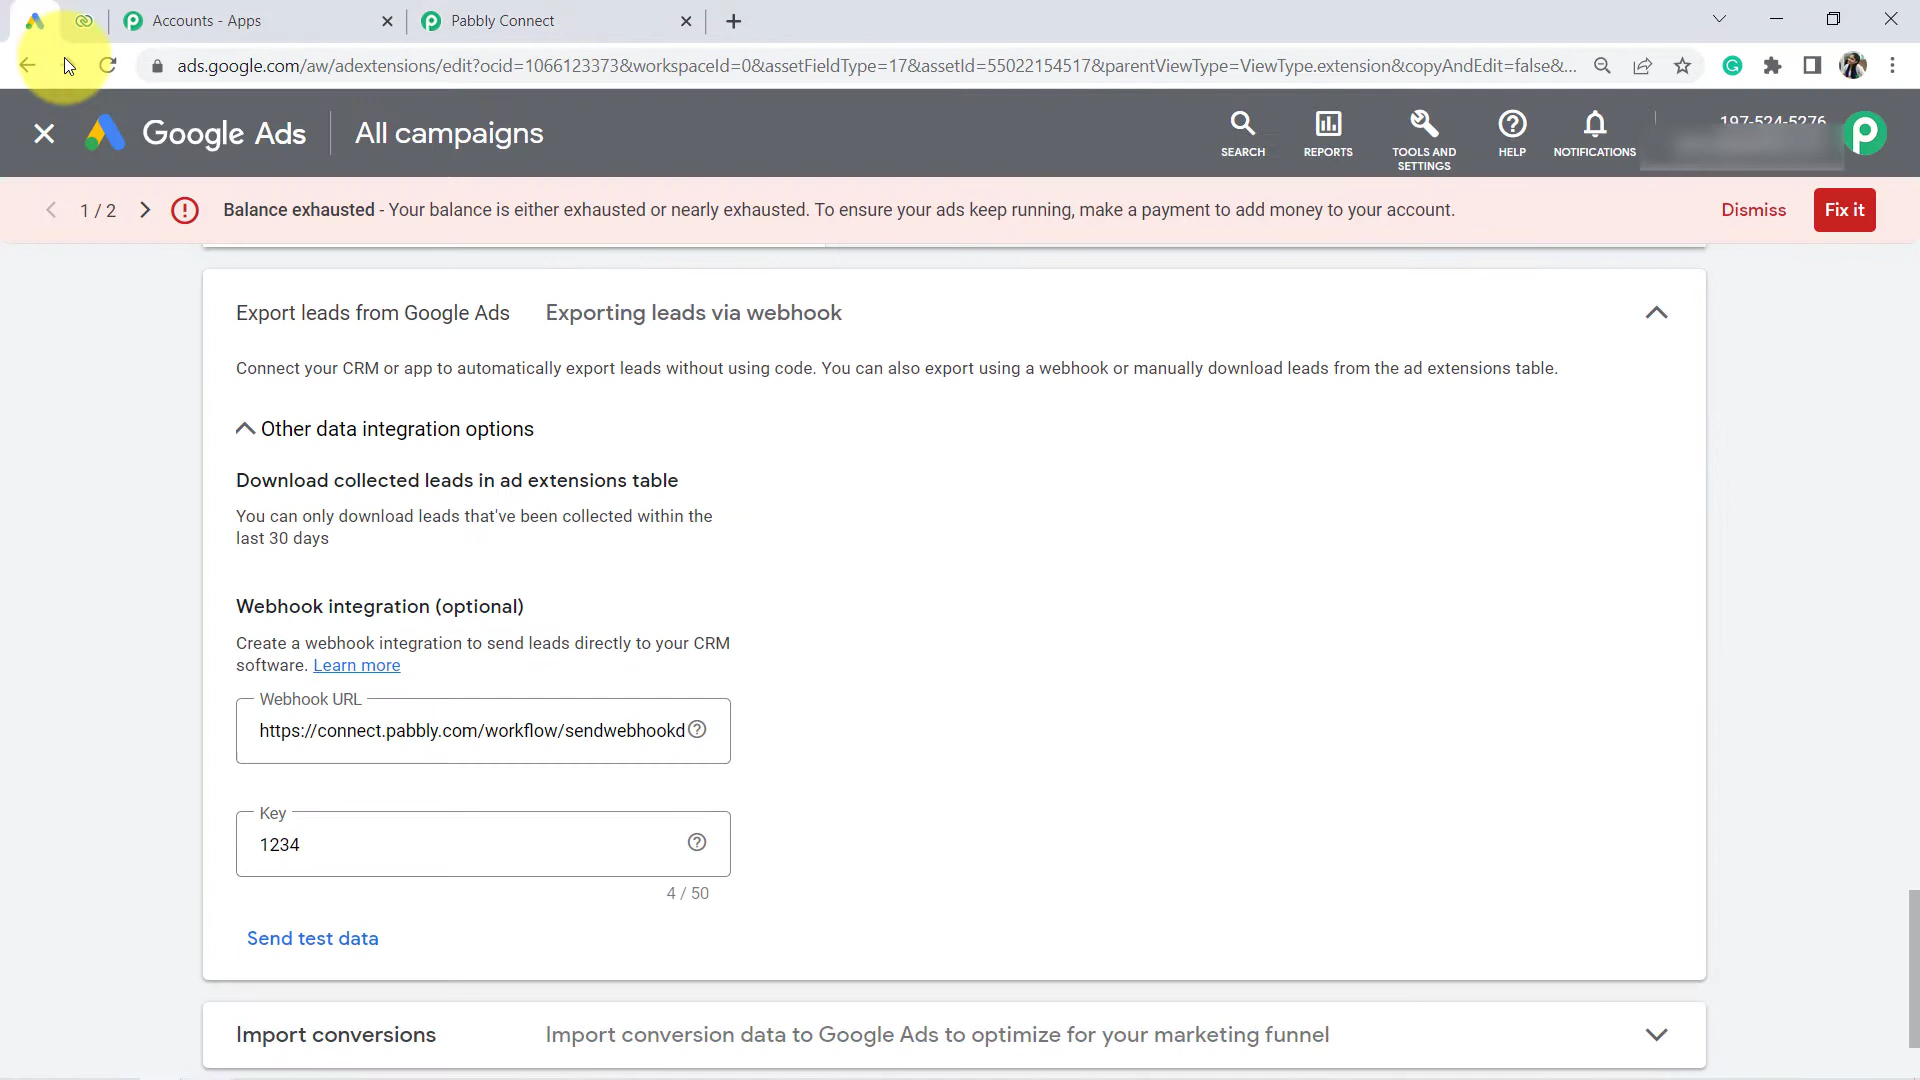 Accounts - Apps
Pabbly Connect
ads.google.com/aw/adextensions/edit?ocid=1066123373&workspaceId=0&assetFieldType=17&assetId=55022154517&parentViewType=ViewType.extension&copyAndEdit=false&...
Google Ads
All campaigns
SEARCH
REPORTS
TOOLS AND
SETTINGS
HELP
NOTIFICATIONS
197-524-5276
1 / 2
Balance exhausted - Your balance is either exhausted or nearly exhausted. To ensure your ads keep running, make a payment to add money to your account.
Dismiss
Fix it
Export leads from Google Ads
Exporting leads via webhook
Connect your CRM or app to automatically export leads without using code. You can also export using a webhook or manually download leads from the ad extensions table.
Other data integration options
Download collected leads in ad extensions table
You can only download leads that've been collected within the
last 30 days
Webhook integration (optional)
Create a webhook integration to send leads directly to your CRM
software. Learn more
Webhook URL
https://connect.pabbly.com/workflow/sendwebhookd
Key
1234
4 / 50
Send test data
Import conversions
Import conversion data to Google Ads to optimize for your marketing funnel